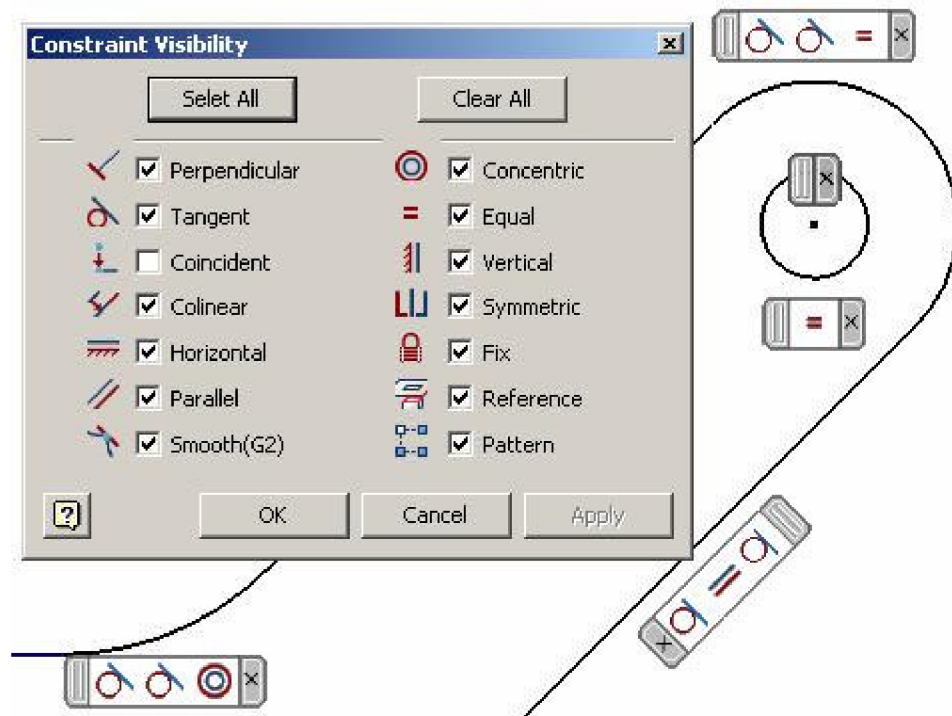 Constraint Visibility
Selet All
Clear All
Perpendicular
Concentric
Tangent
Equal
Coincident
Vertical
Colinear
Symmetric
Horizontal
Fix
Parallel
Reference
Smooth(G2)
Pattern
OK
Cancel
Apply